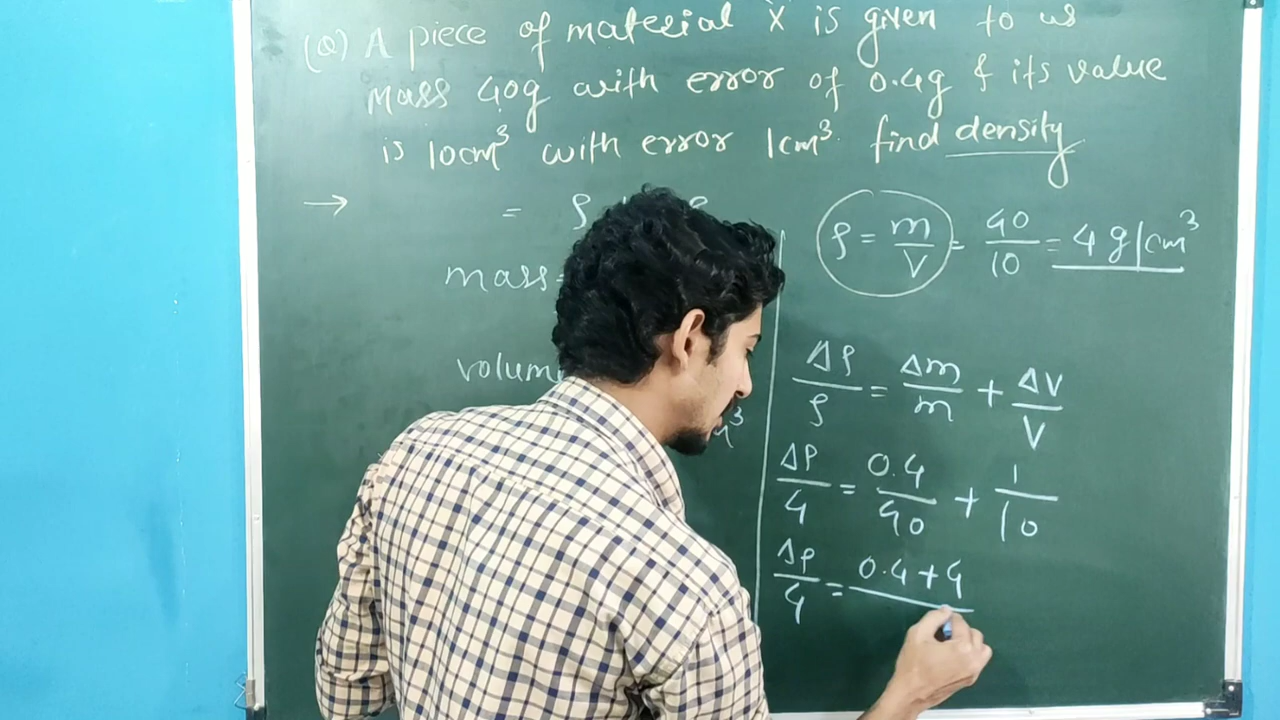 (Q) A piece of material X is given to us
Mass 40g with error of 0.4g & its value
is 10cm³ with error 1cm³. find density
→ = ρ
mass=
volum
m³
ρ = m/V = 40/10 = 4 g/cm³
Δρ/ρ = Δm/m + ΔV/V
Δρ/4 = 0.4/40 + 1/10
Δρ/4 = 0.4+4